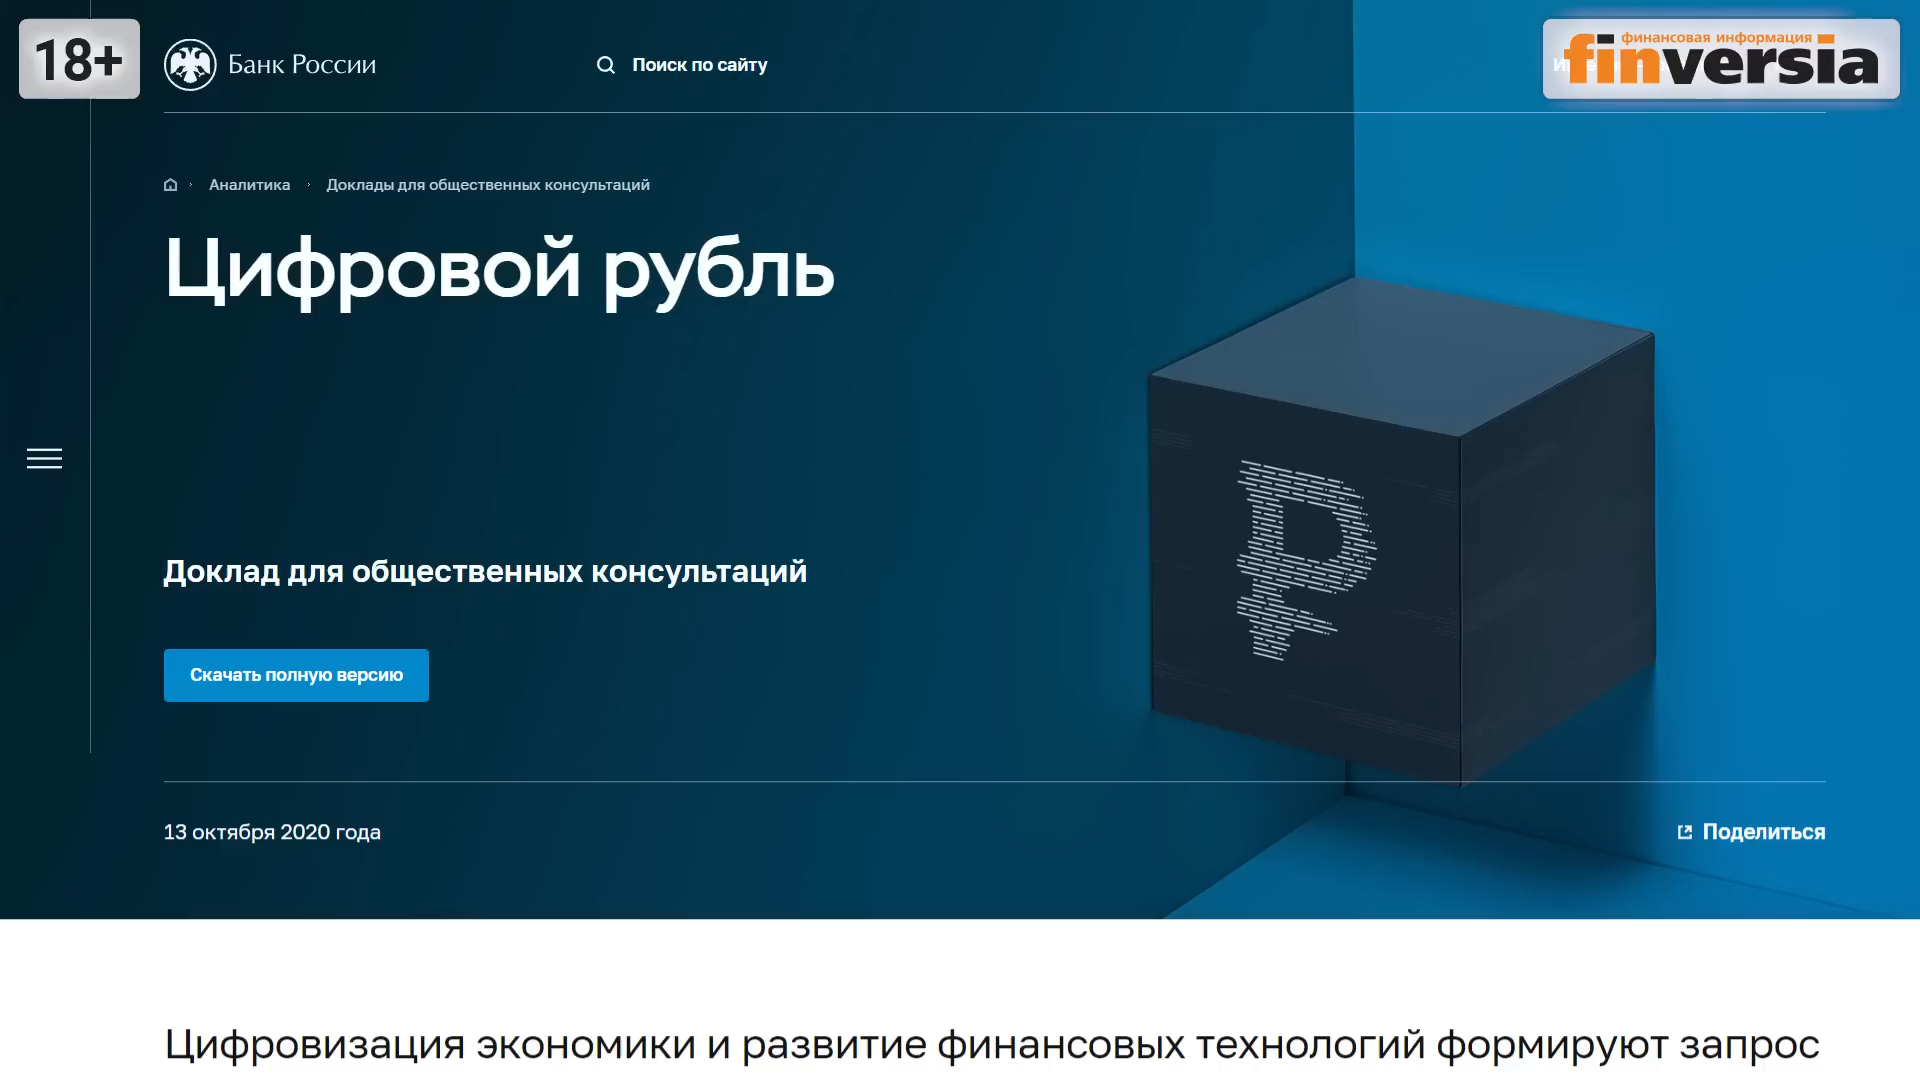 18+
Банк России
Поиск по сайту
финансовая информация
finversia
Аналитика
Доклады для общественных консультаций
Цифровой рубль
Доклад для общественных консультаций
Скачать полную версию
13 октября 2020 года
Поделиться
Цифровизация экономики и развитие финансовых технологий формируют запрос